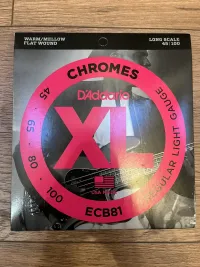 WARM/MELLOW
FLAT WOUND
LONG SCALE
45 | 100
CHROMES
D'Addario
XL
45
65
80
100
REGULAR LIGHT GAUGE
ECB81